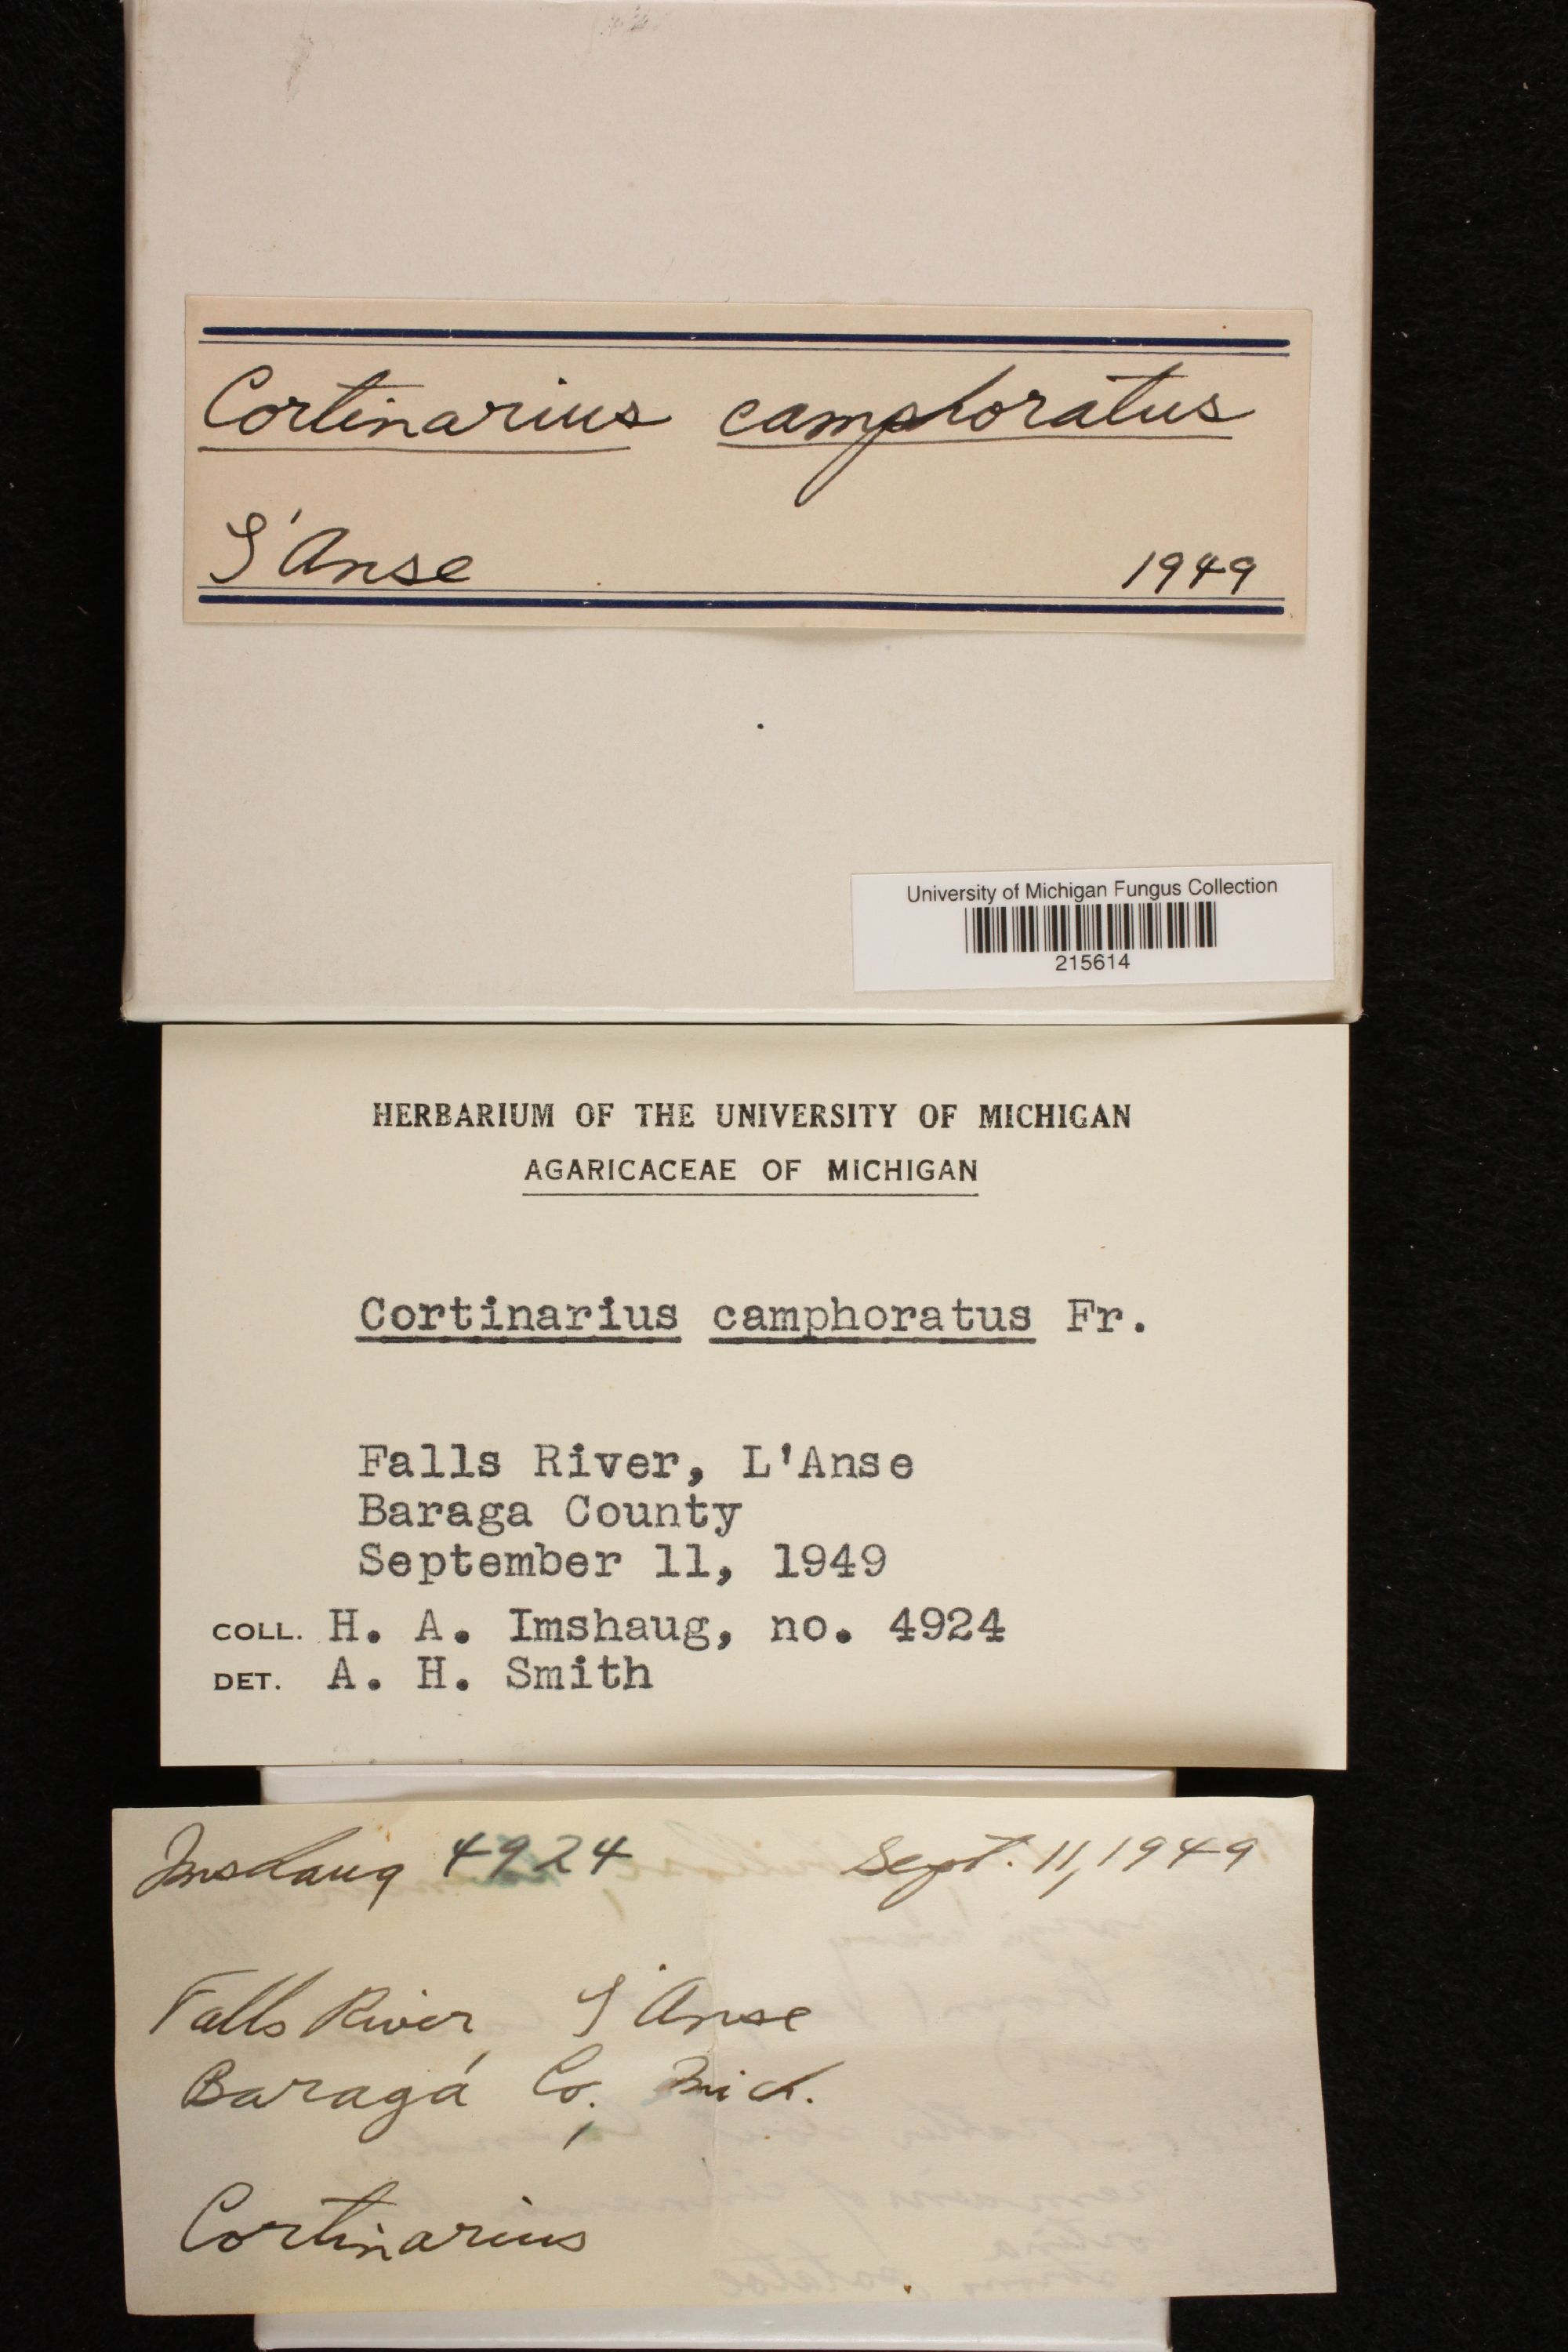 Cortinarius camphoratus
L'Anse 1949
University of Michigan Fungus Collection
215614
HERBARIUM OF THE UNIVERSITY OF MICHIGAN
AGARICACEAE OF MICHIGAN
Cortinarius camphoratus Fr.
Falls River, L'Anse
Baraga County
September 11, 1949
COLL. H. A. Imshaug, no. 4924
DET. A. H. Smith
Imshaug 4924 Sept. 11, 1949
Falls River, L'Anse
Baraga Co., Mich.
Cortinarius